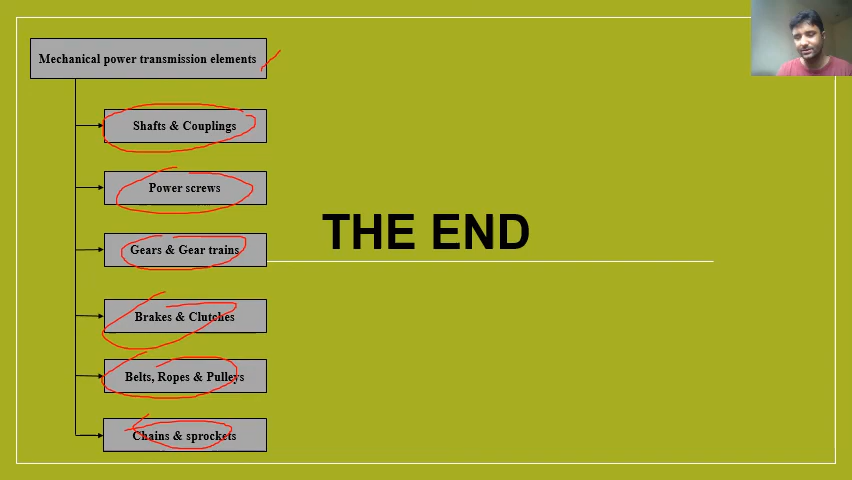 Mechanical power transmission elements
Shafts & Couplings
Power screws
Gears & Gear trains
Brakes & Clutches
Belts, Ropes & Pulleys
Chains & sprockets
THE END